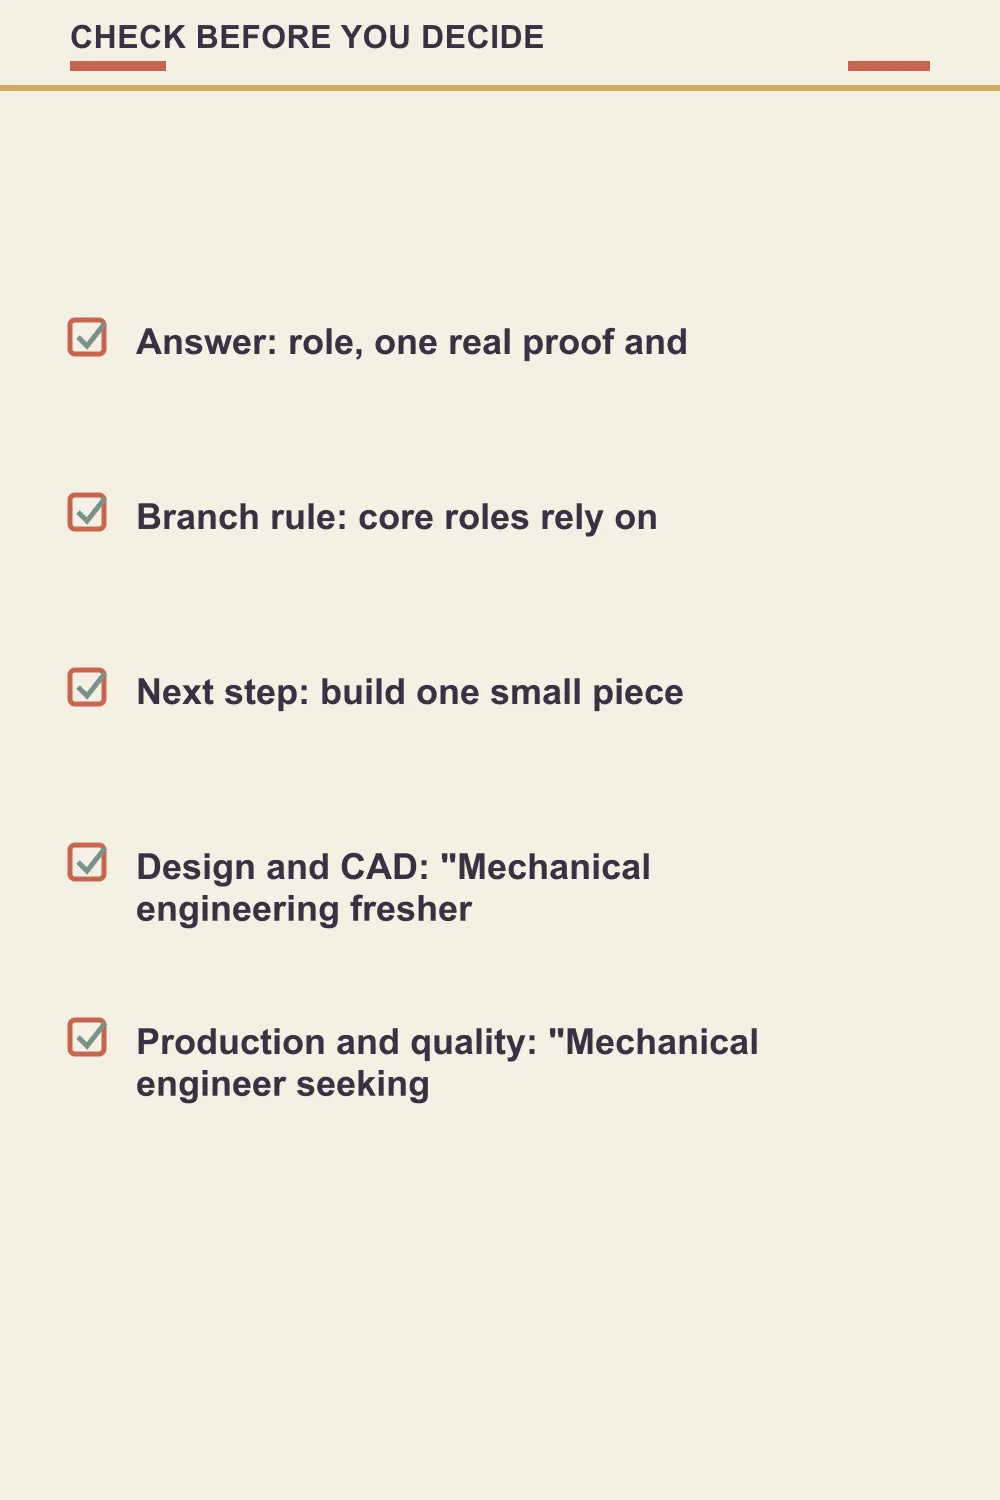 CHECK BEFORE YOU DECIDE
Answer: role, one real proof and
Branch rule: core roles rely on
Next step: build one small piece
Design and CAD: "Mechanical
engineering fresher
Production and quality: "Mechanical
engineer seeking